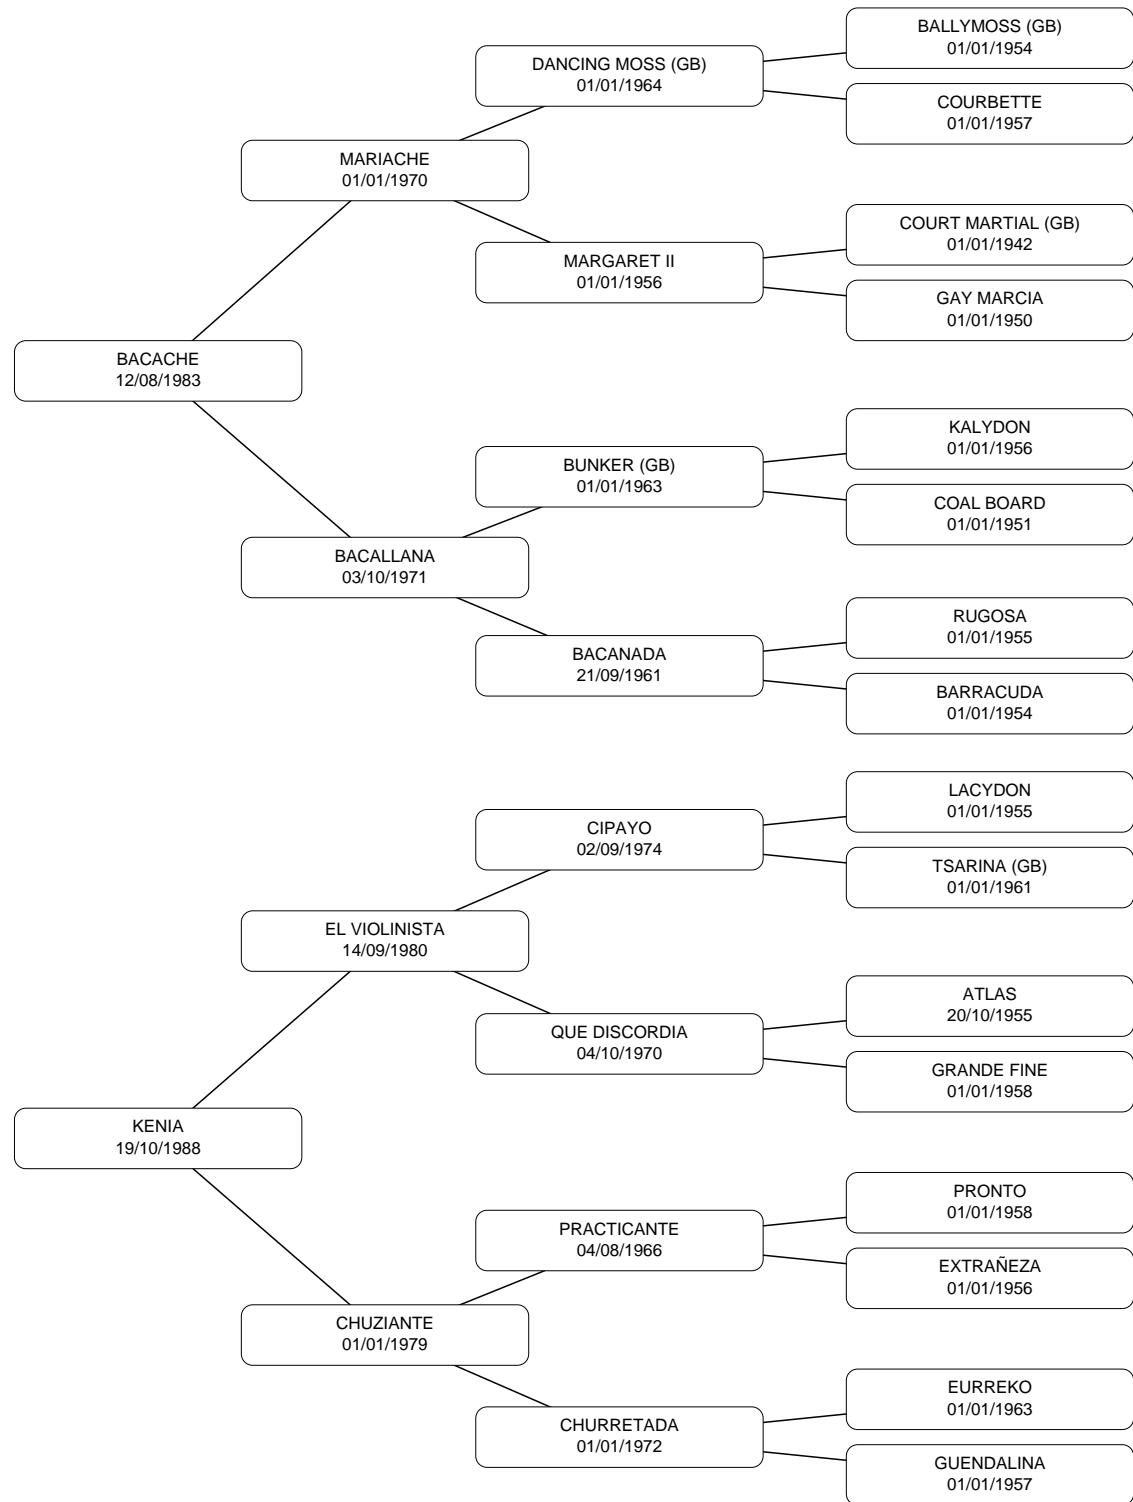 BALLYMOSS (GB)
01/01/1954
DANCING MOSS (GB)
01/01/1964
COURBETTE
01/01/1957
MARIACHE
01/01/1970
COURT MARTIAL (GB)
01/01/1942
MARGARET II
01/01/1956
GAY MARCIA
01/01/1950
BACACHE
12/08/1983
KALYDON
01/01/1956
BUNKER (GB)
01/01/1963
COAL BOARD
01/01/1951
BACALLANA
03/10/1971
RUGOSA
01/01/1955
BACANADA
21/09/1961
BARRACUDA
01/01/1954
LACYDON
01/01/1955
CIPAYO
02/09/1974
TSARINA (GB)
01/01/1961
EL VIOLINISTA
14/09/1980
ATLAS
20/10/1955
QUE DISCORDIA
04/10/1970
GRANDE FINE
01/01/1958
KENIA
19/10/1988
PRONTO
01/01/1958
PRACTICANTE
04/08/1966
EXTRAÑEZA
01/01/1956
CHUZIANTE
01/01/1979
EURREKO
01/01/1963
CHURRETADA
01/01/1972
GUENDALINA
01/01/1957